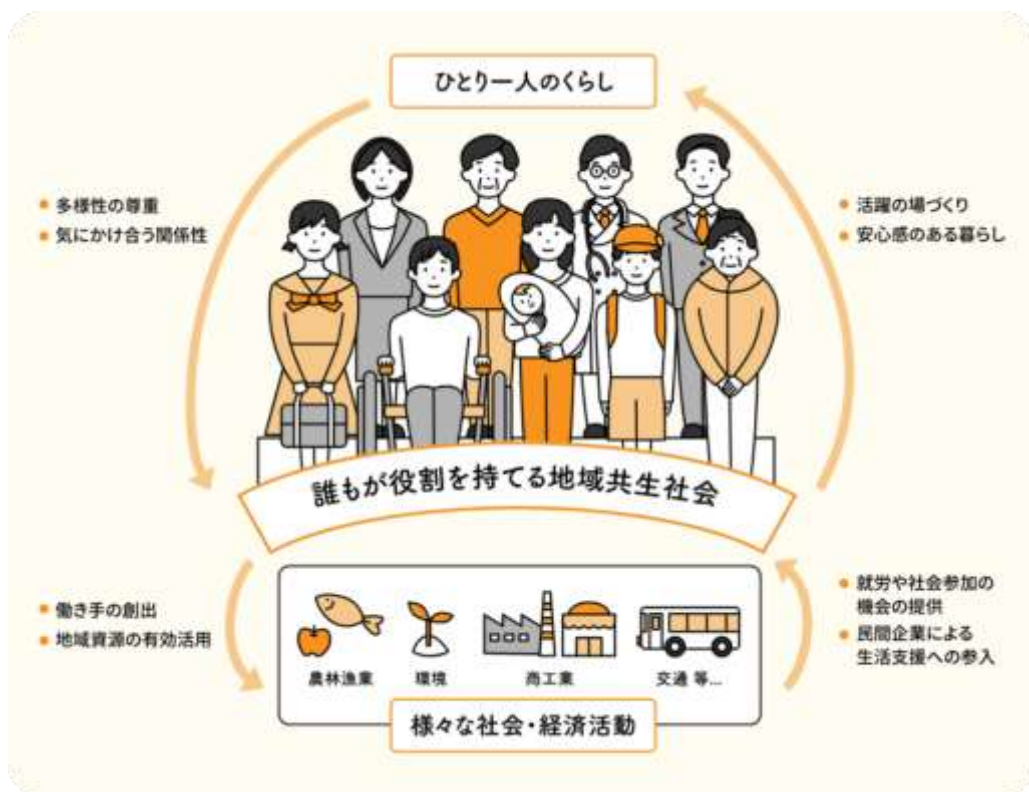 ひとり一人のくらし
● 多様性の尊重
● 気にかけ合う関係性
● 活躍の場づくり
● 安心感のある暮らし
誰もが役割を持てる地域共生社会
● 働き手の創出
● 地域資源の有効活用
● 就労や社会参加の
機会の提供
● 民間企業による
生活支援への参入
農林漁業
環境
商工業
交通 等...
様々な社会・経済活動